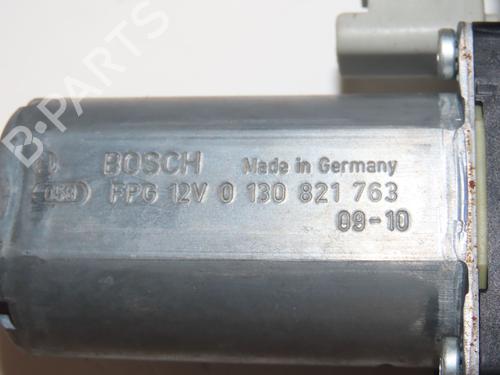 B-PARTS
BOSCH Made in Germany
FPG 12V 0 130 821 763
09-10